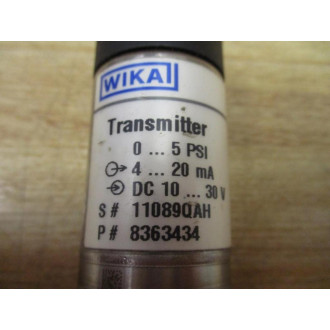 WIKA
Transmitter
0 ... 5 PSI
4 ... 20 mA
DC 10 ... 30 V
S# 11089QAH
P# 8363434